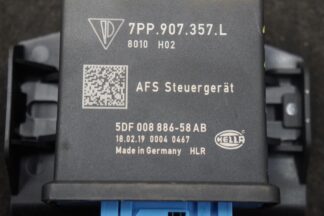 7PP.907.357.L
8010 H02
AFS Steuergerät
5DF 008 886-58 AB
18.02.19 0004 0467
Made in Germany HLR
HELLA